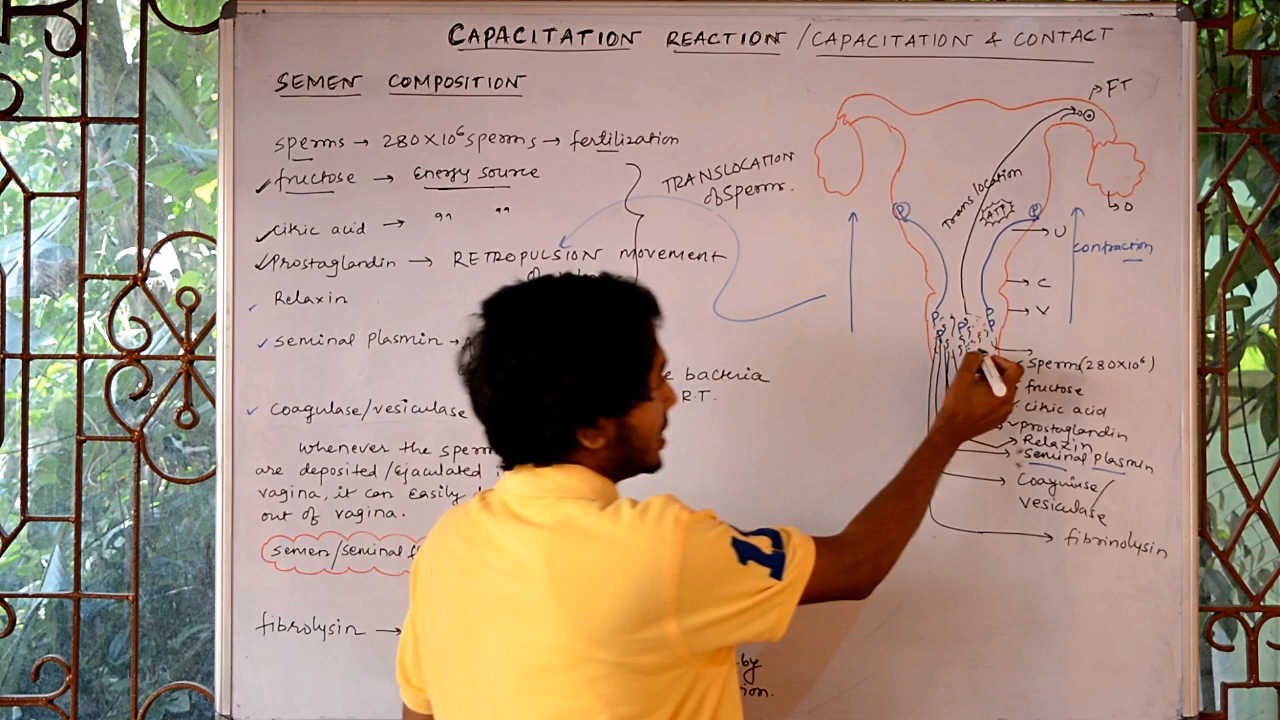 CAPACITATION REACTION / CAPACITATION & CONTACT
SEMEN COMPOSITION
sperms → 280×10⁶ sperms → fertilization
fructose → Energy source
citric acid → " "
Prostaglandin → RETROPULSION movement
Relaxin
seminal Plasmin →
e bacteria
R.T.
coagulase/vesiculase
whenever the sperm
are deposited/ejaculated
vagina, it can easily
out of vagina.
semen/seminal
fibrolysin →
by
ion.
TRANSLOCATION
of sperms.
FT
Translocation
ATP
O
P
P
U
contraction
C
V
Sperm(280×10⁶)
fructose
citric acid
prostaglandin
Relaxin
Seminal Plasmin
vesiculase
fibrinolysin